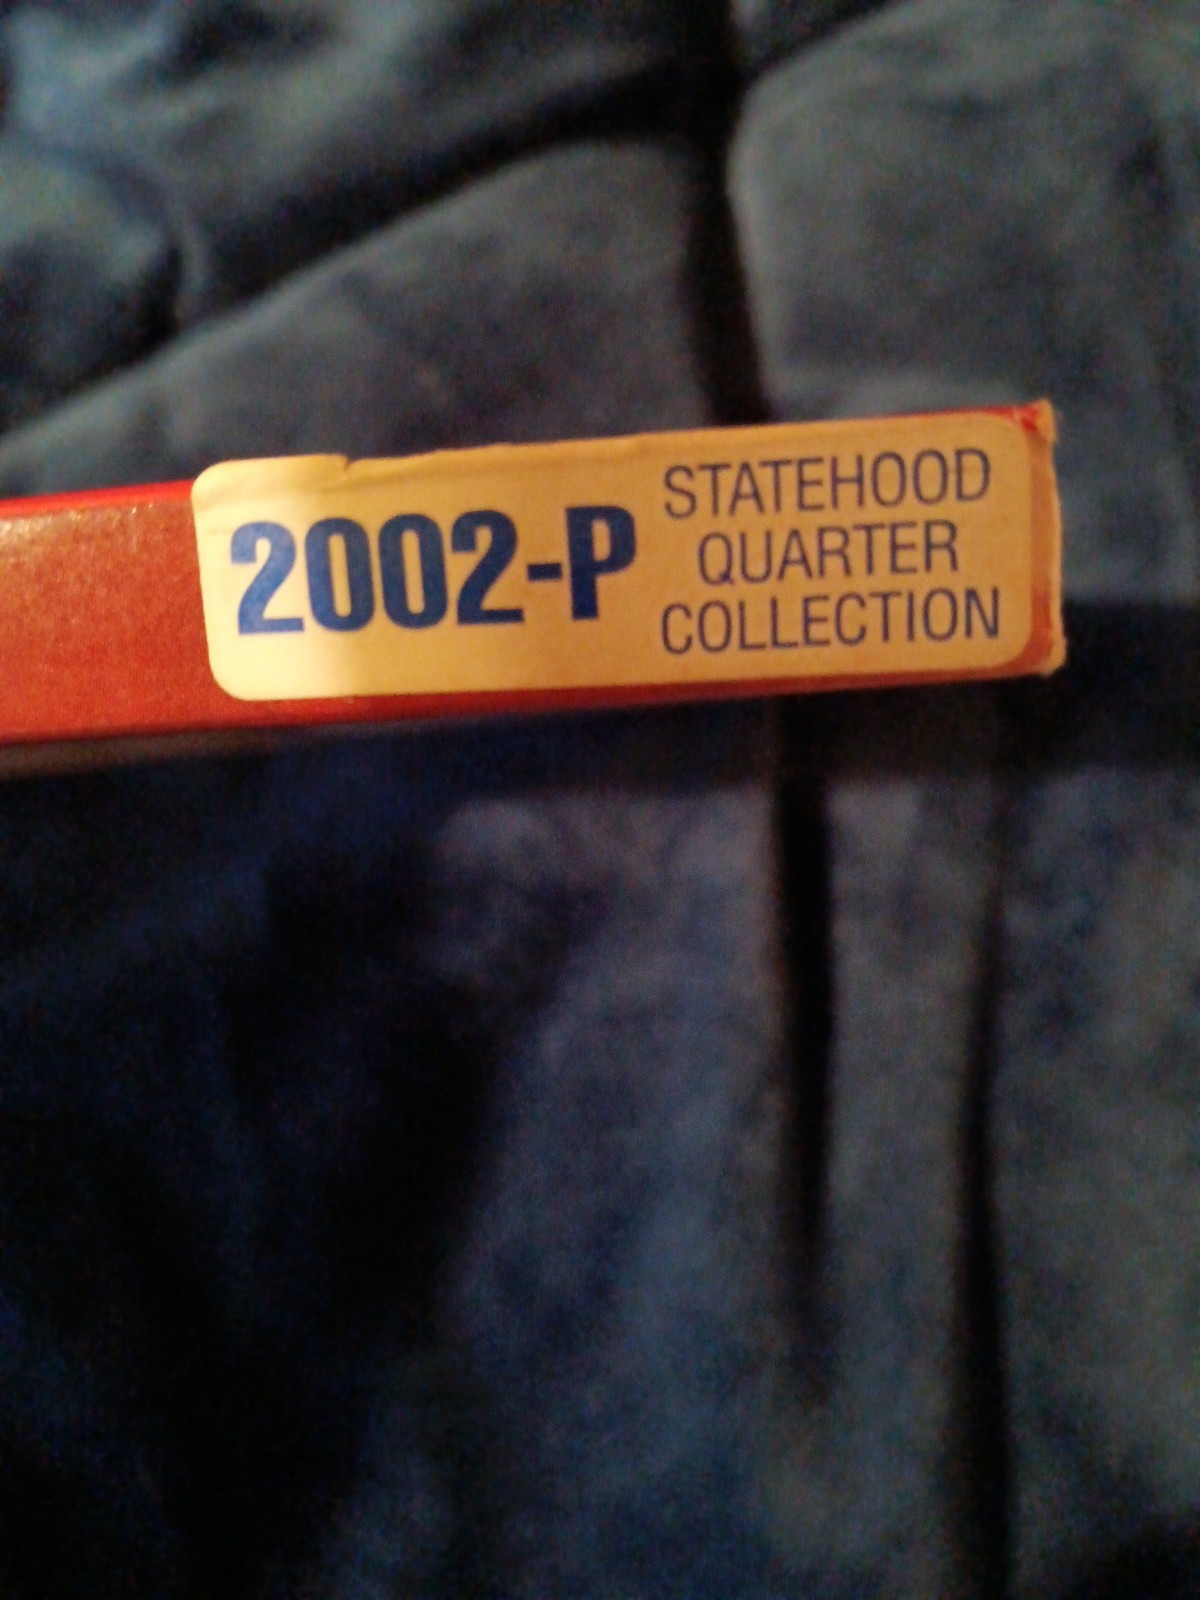 2002-P
STATEHOOD
QUARTER
COLLECTION